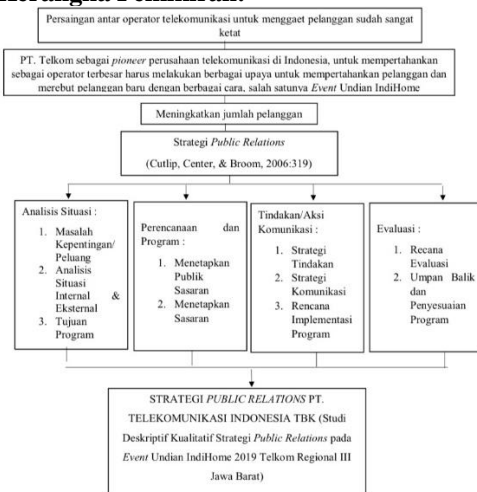 Kerangka Pemikiran
Persaingan antar operator telekomunikasi untuk menggaet pelanggan sudah sangat
ketat
PT. Telkom sebagai pioneer perusahaan telekomunikasi di Indonesia, untuk mempertahankan
sebagai operator terbesar harus melakukan berbagai upaya untuk mempertahankan pelanggan dan
merebut pelanggan baru dengan berbagai cara, salah satunya Event Undian IndiHome
Meningkatkan jumlah pelanggan
Strategi Public Relations
(Cutlip, Center, & Broom, 2006:319)
Analisis Situasi :
1. Masalah
Kepentingan/
Peluang
2. Analisis
Situasi
Internal &
Eksternal
3. Tujuan
Program
Perencanaan dan
Program :
1. Menetapkan
Publik
Sasaran
2. Menetapkan
Sasaran
Tindakan/Aksi
Komunikasi :
1. Strategi
Tindakan
2. Strategi
Komunikasi
3. Rencana
Implementasi
Program
Evaluasi :
1. Recana
Evaluasi
2. Umpan Balik
dan
Penyesuaian
Program
STRATEGI PUBLIC RELATIONS PT.
TELEKOMUNIKASI INDONESIA TBK (Studi
Deskriptif Kualitatif Strategi Public Relations pada
Event Undian IndiHome 2019 Telkom Regional III
Jawa Barat)